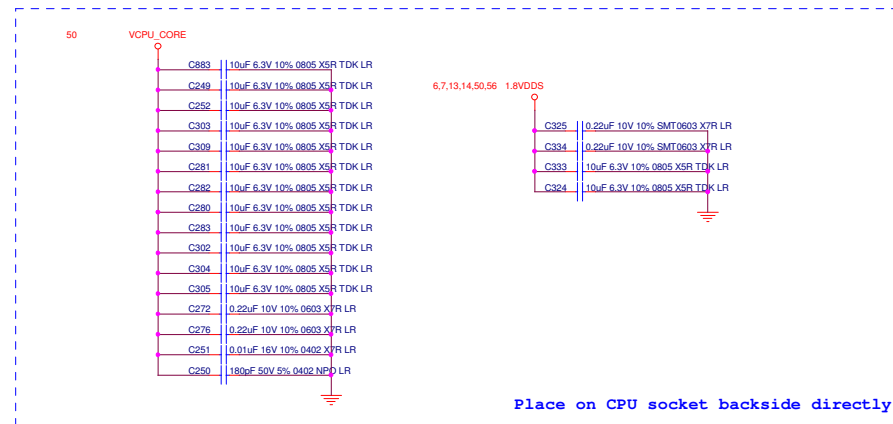 50 VCPU_CORE
C883 10uF 6.3V 10% 0805 X5R TDK LR
C249 10uF 6.3V 10% 0805 X5R TDK LR
C252 10uF 6.3V 10% 0805 X5R TDK LR
C303 10uF 6.3V 10% 0805 X5R TDK LR
C309 10uF 6.3V 10% 0805 X5R TDK LR
C281 10uF 6.3V 10% 0805 X5R TDK LR
C282 10uF 6.3V 10% 0805 X5R TDK LR
C280 10uF 6.3V 10% 0805 X5R TDK LR
C283 10uF 6.3V 10% 0805 X5R TDK LR
C302 10uF 6.3V 10% 0805 X5R TDK LR
C304 10uF 6.3V 10% 0805 X5R TDK LR
C305 10uF 6.3V 10% 0805 X5R TDK LR
C272 0.22uF 10V 10% 0603 X7R LR
C276 0.22uF 10V 10% 0603 X7R LR
C251 0.01uF 16V 10% 0402 X7R LR
C250 180pF 50V 5% 0402 NPO LR
6,7,13,14,50,56 1.8VDDS
C325 0.22uF 10V 10% SMT0603 X7R LR
C334 0.22uF 10V 10% SMT0603 X7R LR
C333 10uF 6.3V 10% 0805 X5R TDK LR
C324 10uF 6.3V 10% 0805 X5R TDK LR
Place on CPU socket backside directly